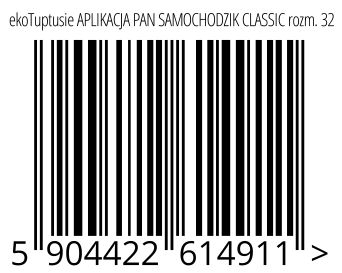 ekoTuptusie APLIKACJA PAN SAMOCHODZIK CLASSIC rozm. 32
5 904422 614911 >